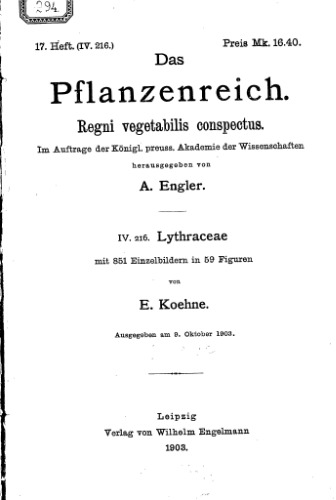 294
17. Heft. (IV. 216.)
Preis Mk. 16.40.
Das
Pflanzenreich.
Regni vegetabilis conspectus.
Im Auftrage der Königl. preuss. Akademie der Wissenschaften
herausgegeben von
A. Engler.
IV. 216. Lythraceae
mit 851 Einzelbildern in 59 Figuren
von
E. Koehne.
Ausgegeben am 9. Oktober 1903.
Leipzig
Verlag von Wilhelm Engelmann
1903.